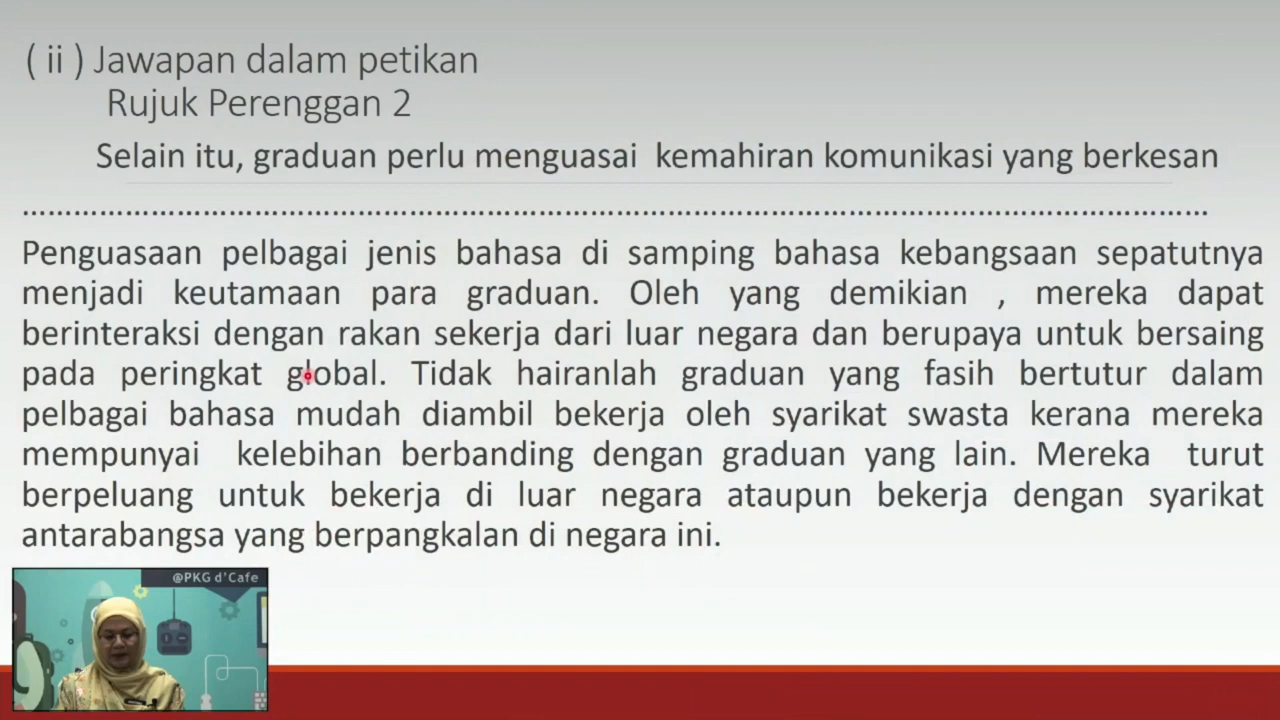 ( ii ) Jawapan dalam petikan
Rujuk Perenggan 2
Selain itu, graduan perlu menguasai kemahiran komunikasi yang berkesan
................................................................................................................................................
Penguasaan pelbagai jenis bahasa di samping bahasa kebangsaan sepatutnya
menjadi keutamaan para graduan. Oleh yang demikian , mereka dapat
berinteraksi dengan rakan sekerja dari luar negara dan berupaya untuk bersaing
pada peringkat global. Tidak hairanlah graduan yang fasih bertutur dalam
pelbagai bahasa mudah diambil bekerja oleh syarikat swasta kerana mereka
mempunyai kelebihan berbanding dengan graduan yang lain. Mereka turut
berpeluang untuk bekerja di luar negara ataupun bekerja dengan syarikat
antarabangsa yang berpangkalan di negara ini.
@PKG d'Cafe